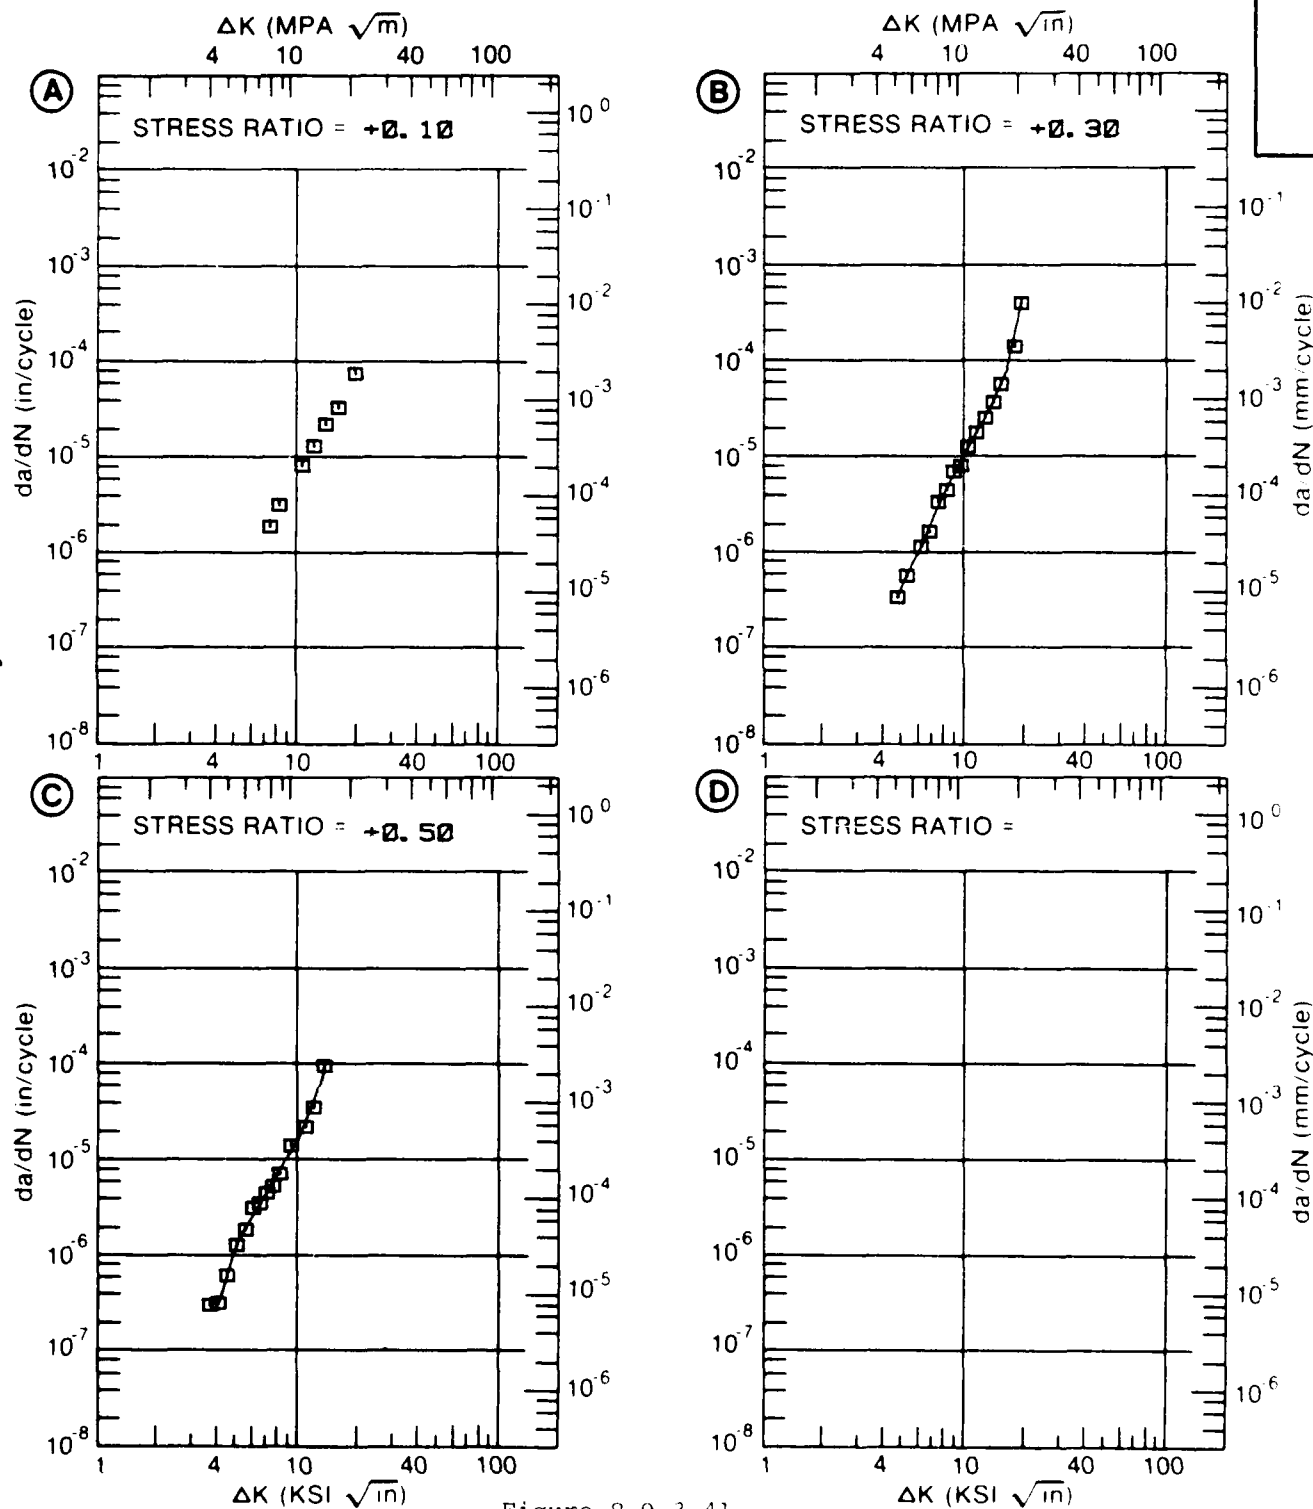 ΔK (MPA √m) ΔK (MPA √in)
4 10 40 100 4 10 40 100
A B
STRESS RATIO = +0.10 STRESS RATIO = +0.30
10^0
10^-2 10^-2
10^-1 10^-1
10^-3 10^-3
10^-2 10^-2
10^-4 10^-4
10^-3 10^-3
10^-5 10^-5
10^-4 10^-4
10^-6 10^-6
10^-5 10^-5
10^-7 10^-7
10^-6 10^-6
10^-8 10^-8
da/dN (in/cycle) da/dN (mm/cycle)
1 4 10 40 100 1 4 10 40 100
C D
STRESS RATIO = +0.50 STRESS RATIO =
10^0 10^0
10^-2 10^-2
10^-1 10^-1
10^-3 10^-3
10^-2 10^-2
10^-4 10^-4
10^-3 10^-3
10^-5 10^-5
10^-4 10^-4
10^-6 10^-6
10^-5 10^-5
10^-7 10^-7
10^-6 10^-6
10^-8 10^-8
da/dN (in/cycle) da/dN (mm/cycle)
1 4 10 40 100 1 4 10 40 100
ΔK (KSI √in) ΔK (KSI √in)
Figure 8.9.3.41